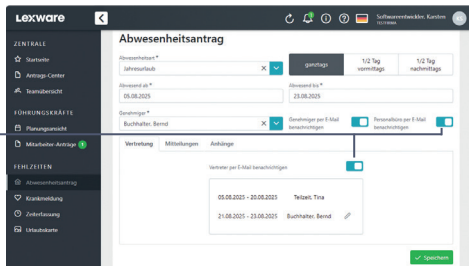 Lexware
Softwareentwickler, Karsten
TESTFIRMA
KS
ZENTRALE
Startseite
Antrags-Center
Teamübersicht
FÜHRUNGSKRÄFTE
Planungsansicht
Mitarbeiter-Anträge 1
FEHLZEITEN
Abwesenheitsantrag
Krankmeldung
Zeiterfassung
Urlaubskarte
Abwesenheitsantrag
Abwesenheitsart *
Jahresurlaub
ganztags
1/2 Tag vormittags
1/2 Tag nachmittags
Abwesend ab *
05.08.2025
Abwesend bis *
23.08.2025
Genehmiger *
Buchhalter, Bernd
Genehmiger per E-Mail
benachrichtigen
Personalbüro per E-Mail
benachrichtigen
Vertretung Mitteilungen Anhänge
Vertreter per E-Mail benachrichtigen
05.08.2025 - 20.08.2025 Teilzeit, Tina
21.08.2025 - 23.08.2025 Buchhalter, Bernd
Speichern